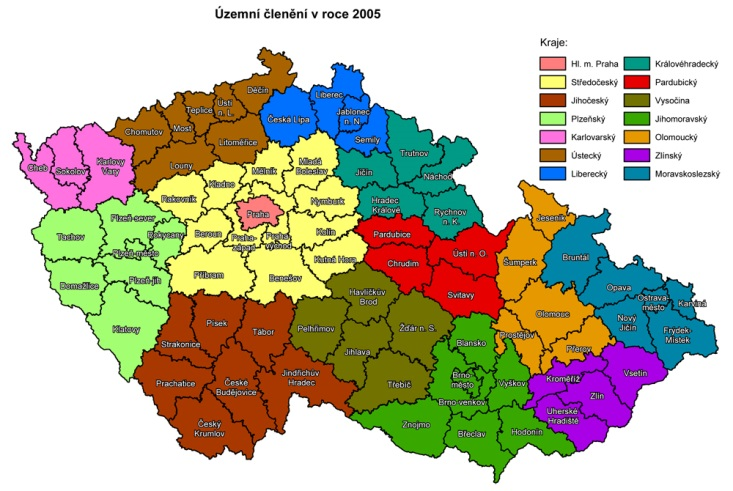 Územní členění v roce 2005
Kraje:
Hl. m. Praha
Středočeský
Jihočeský
Plzeňský
Karlovarský
Ústecký
Liberecký
Královéhradecký
Pardubický
Vysočina
Jihomoravský
Olomoucký
Zlínský
Moravskoslezský
Děčín
Ústí
n. L.
Teplice
Most
Chomutov
Litoměřice
Louny
Liberec
Česká Lípa
Jablonec
n. N.
Semily
Cheb
Sokolov
Karlovy
Vary
Mladá
Boleslav
Mělník
Kladno
Rakovník
Nymburk
Praha
Beroun
Praha-
západ
Praha
východ
Kolín
Kutná Hora
Příbram
Benešov
Trutnov
Jičín
Náchod
Hradec
Králové
Rychnov
n. K.
Plzeň-sever
Rokycany
Tachov
Plzeň-město
Plzeň-jih
Domažlice
Klatovy
Pardubice
Chrudim
Ústí n. O.
Svitavy
Jeseník
Šumperk
Olomouc
Prostějov
Přerov
Bruntál
Opava
Ostrava-
město
Karviná
Nový
Jičín
Frýdek-
Místek
Havlíčkův
Brod
Pelhřimov
Žďár n. S.
Jihlava
Třebíč
Písek
Tábor
Strakonice
Prachatice
České
Budějovice
Jindřichův
Hradec
Český
Krumlov
Blansko
Brno
město
Vyškov
Brno venkov
Znojmo
Břeclav
Hodonín
Kroměříž
Vsetín
Zlín
Uherské
Hradiště